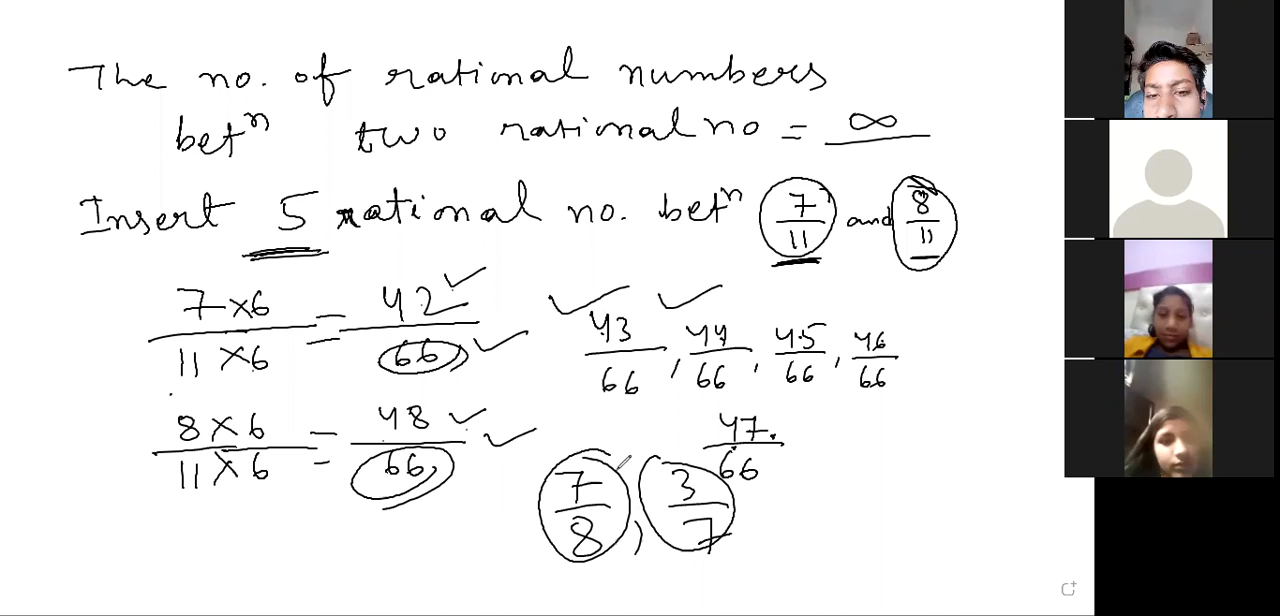 The no. of rational numbers
betⁿ two rational no = ∞
Insert 5 rational no. betⁿ 7/11 and 8/11
7×6/11×6 = 42/66
43/66, 44/66, 45/66, 46/66
47/66
8×6/11×6 = 48/66
7/8, 3/7